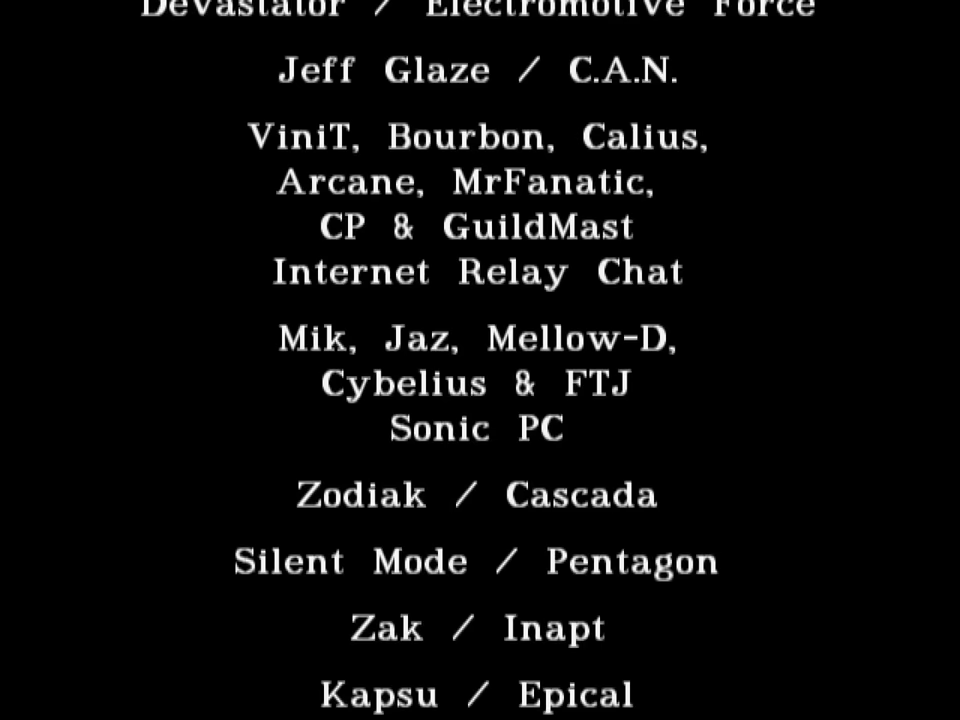 Devastator / Electromotive Force
Jeff Glaze / C.A.N.
ViniT, Bourbon, Calius,
Arcane, MrFanatic,
CP & GuildMast
Internet Relay Chat
Mik, Jaz, Mellow-D,
Cybelius & FTJ
Sonic PC
Zodiak / Cascada
Silent Mode / Pentagon
Zak / Inapt
Kapsu / Epical